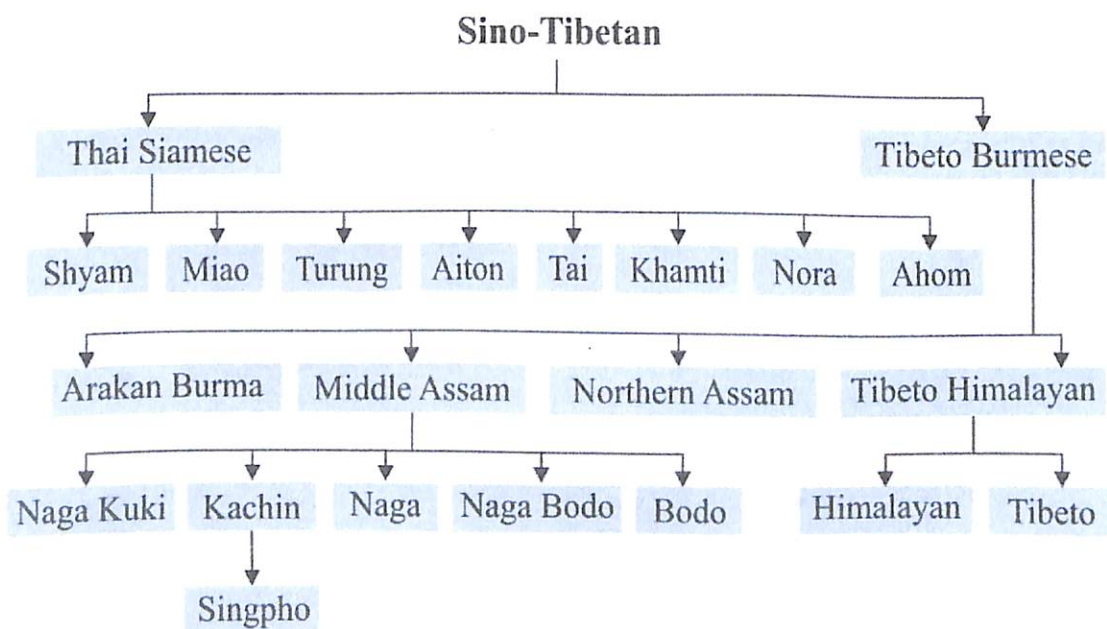 Sino-Tibetan
Thai Siamese Tibeto Burmese
Shyam Miao Turung Aiton Tai Khamti Nora Ahom
Arakan Burma Middle Assam Northern Assam Tibeto Himalayan
Naga Kuki Kachin Naga Naga Bodo Bodo Himalayan Tibeto
Singpho